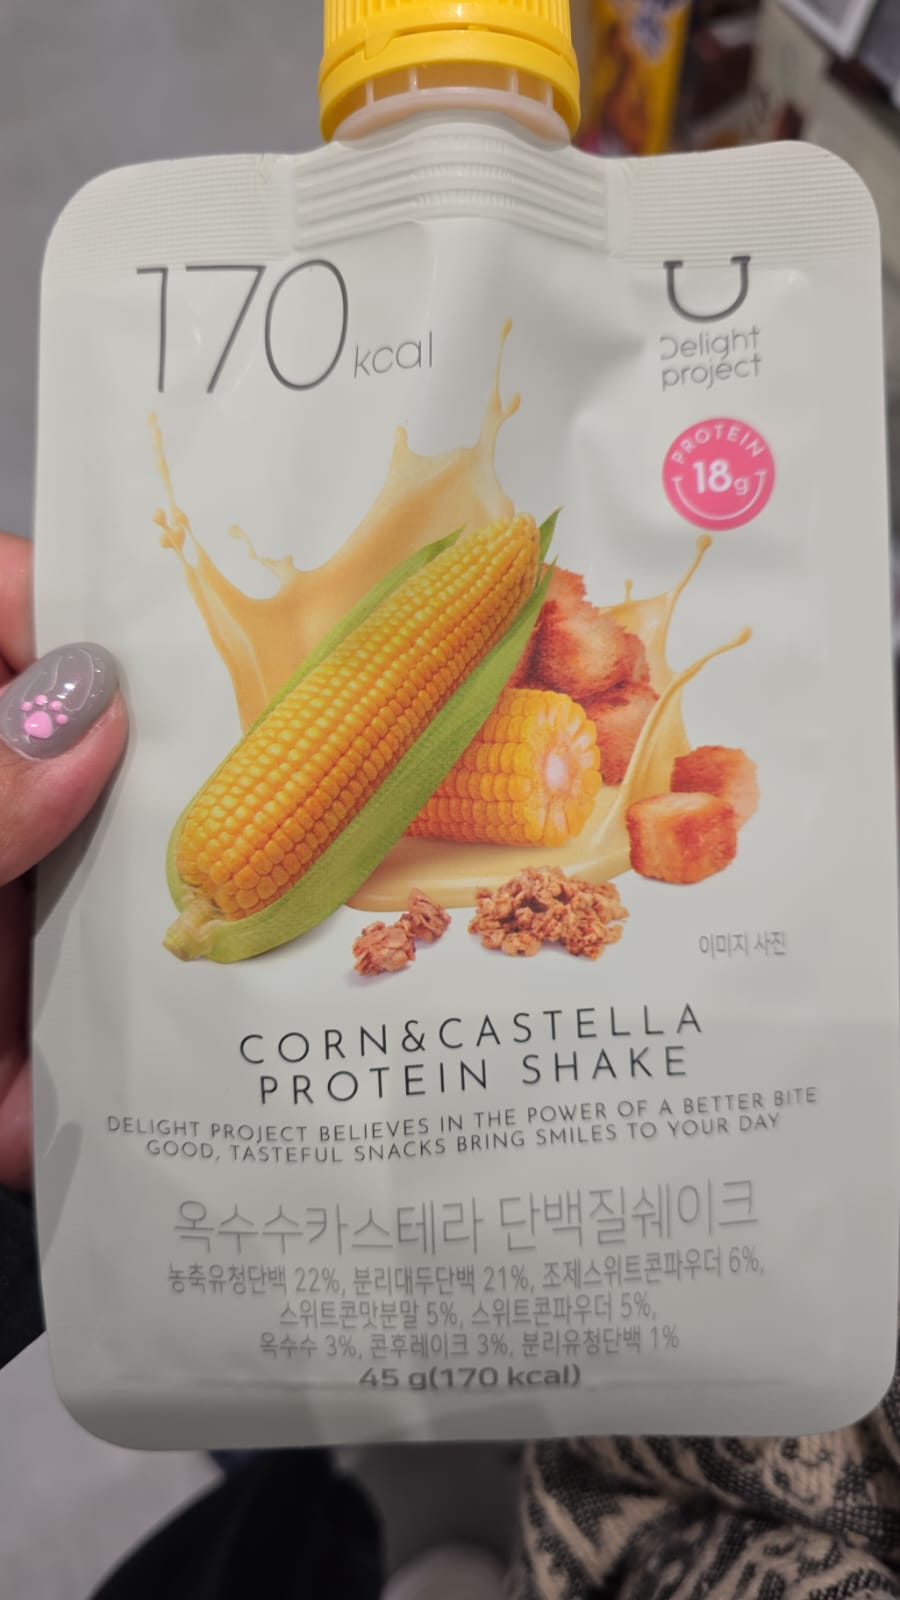 170 kcal
Delight
project
PROTEIN
18g
이미지 사진
CORN&CASTELLA
PROTEIN SHAKE
DELIGHT PROJECT BELIEVES IN THE POWER OF A BETTER BITE
GOOD, TASTEFUL SNACKS BRING SMILES TO YOUR DAY
옥수수카스테라 단백질쉐이크
농축유청단백 22%, 분리대두단백 21%, 조제스위트콘파우더 6%,
스위트콘맛분말 5%, 스위트콘파우더 5%,
옥수수 3%, 콘후레이크 3%, 분리유청단백 1%
45 g(170 kcal)